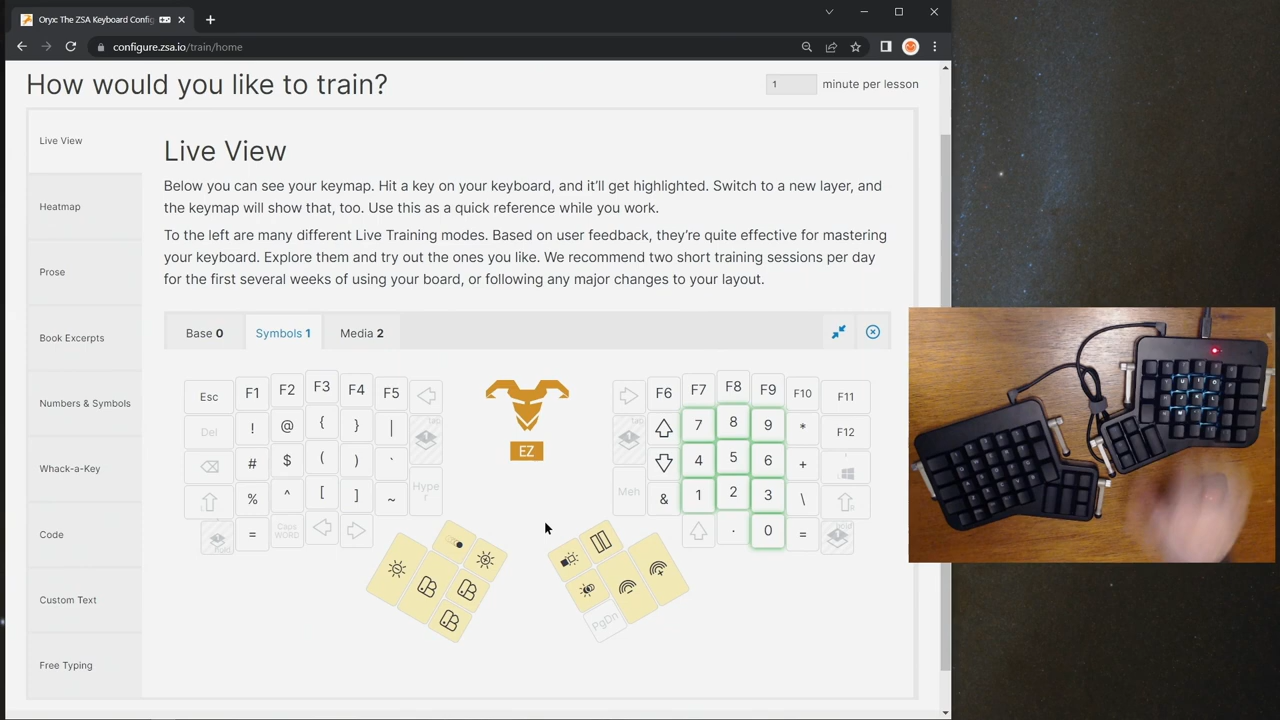 Oryx: The ZSA Keyboard Config
configure.zsa.io/train/home
How would you like to train?
1 minute per lesson
Live View
Heatmap
Prose
Book Excerpts
Numbers & Symbols
Whack-a-Key
Code
Custom Text
Free Typing
Live View
Below you can see your keymap. Hit a key on your keyboard, and it'll get highlighted. Switch to a new layer, and
the keymap will show that, too. Use this as a quick reference while you work.
To the left are many different Live Training modes. Based on user feedback, they're quite effective for mastering
your keyboard. Explore them and try out the ones you like. We recommend two short training sessions per day
for the first several weeks of using your board, or following any major changes to your layout.
Base 0 Symbols 1 Media 2
Esc F1 F2 F3 F4 F5
Del ! @ { } |
# $ ( ) `
% ^ [ ] ~ Hyper
= Caps WORD
EZ
F6 F7 F8 F9 F10 F11
7 8 9 * F12
4 5 6 +
Meh & 1 2 3 \
. 0 =
PgDn